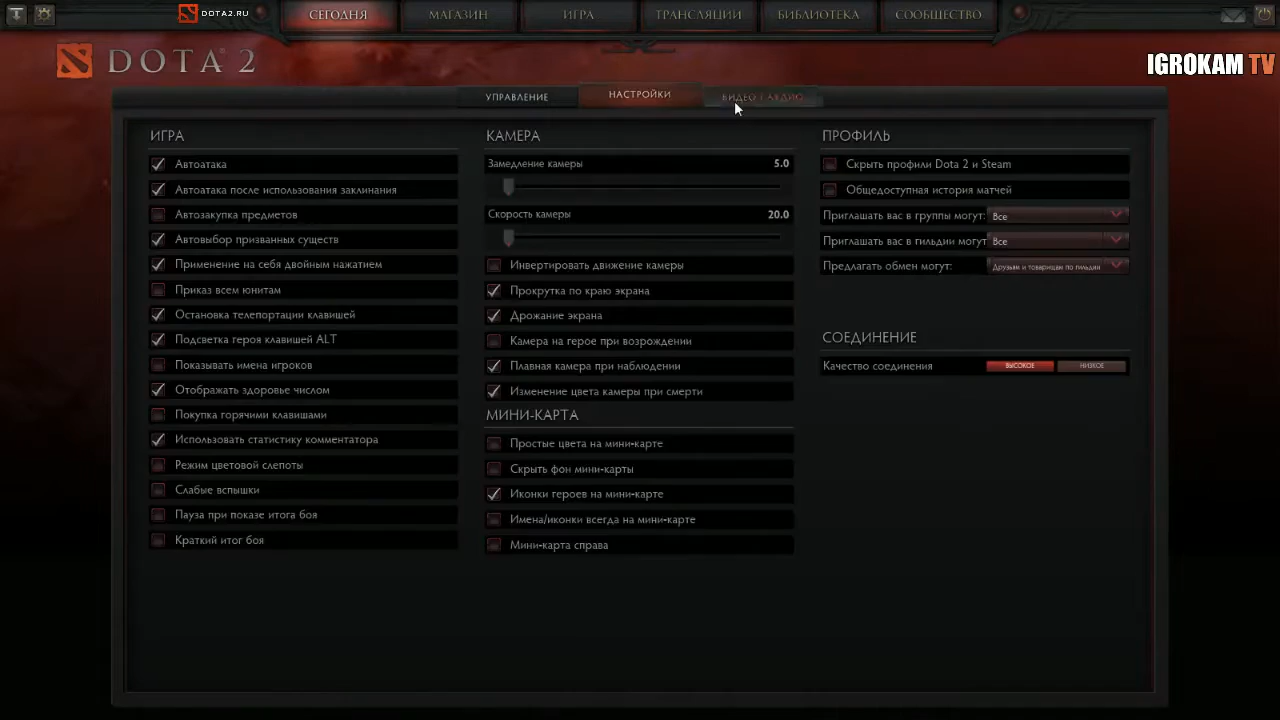 DOTA2.RU
СЕГОДНЯ
МАГАЗИН
ИГРА
ТРАНСЛЯЦИИ
БИБЛИОТЕКА
СООБЩЕСТВО
DOTA 2
IGROKAM TV
УПРАВЛЕНИЕ
НАСТРОЙКИ
ВИДЕО / АУДИО
ИГРА
Автоатака
Автоатака после использования заклинания
Автозакупка предметов
Автовыбор призванных существ
Применение на себя двойным нажатием
Приказ всем юнитам
Остановка телепортации клавишей
Подсветка героя клавишей ALT
Показывать имена игроков
Отображать здоровье числом
Покупка горячими клавишами
Использовать статистику комментатора
Режим цветовой слепоты
Слабые вспышки
Пауза при показе итога боя
Краткий итог боя
КАМЕРА
Замедление камеры 5.0
Скорость камеры 20.0
Инвертировать движение камеры
Прокрутка по краю экрана
Дрожание экрана
Камера на герое при возрождении
Плавная камера при наблюдении
Изменение цвета камеры при смерти
МИНИ-КАРТА
Простые цвета на мини-карте
Скрыть фон мини-карты
Иконки героев на мини-карте
Имена/иконки всегда на мини-карте
Мини-карта справа
ПРОФИЛЬ
Скрыть профили Dota 2 и Steam
Общедоступная история матчей
Приглашать вас в группы могут: Все
Приглашать вас в гильдии могут Все
Предлагать обмен могут: Друзьям и товарищам по гильдии
СОЕДИНЕНИЕ
Качество соединения ВЫСОКОЕ НИЗКОЕ